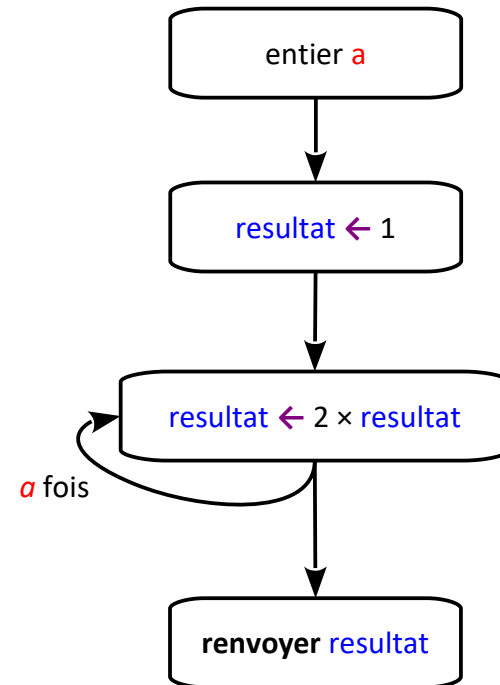 entier a
resultat ← 1
resultat ← 2 × resultat
a fois
renvoyer resultat